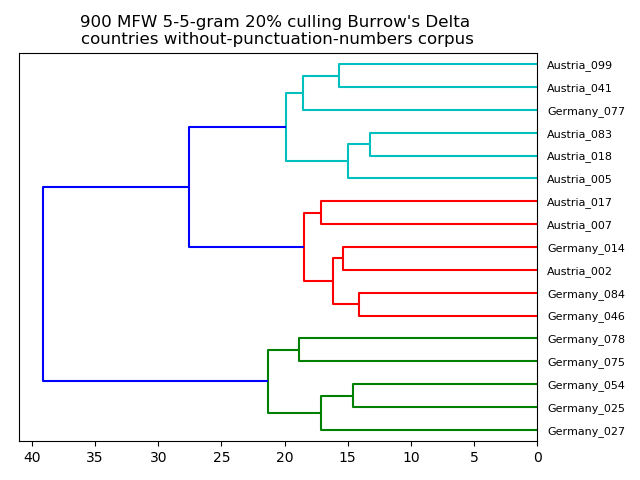 900 MFW 5-5-gram 20% culling Burrow's Delta
countries without-punctuation-numbers corpus
Austria_099
Austria_041
Germany_077
Austria_083
Austria_018
Austria_005
Austria_017
Austria_007
Germany_014
Austria_002
Germany_084
Germany_046
Germany_078
Germany_075
Germany_054
Germany_025
Germany_027
40 35 30 25 20 15 10 5 0